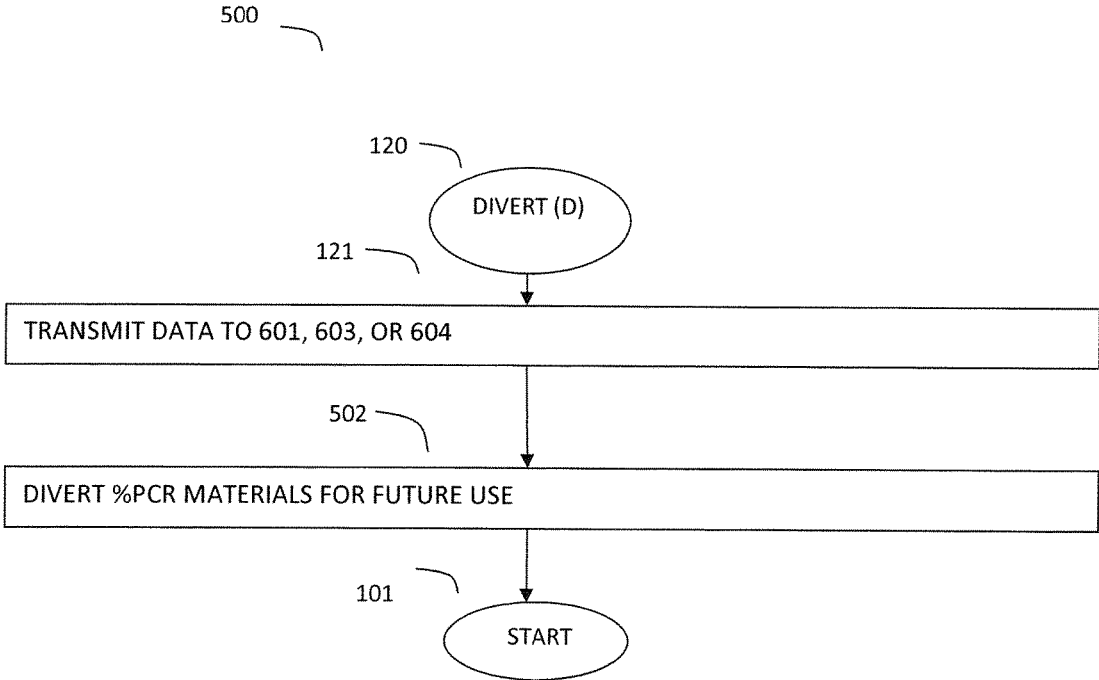 500
120
DIVERT (D)
121
TRANSMIT DATA TO 601, 603, OR 604
502
DIVERT %PCR MATERIALS FOR FUTURE USE
101
START